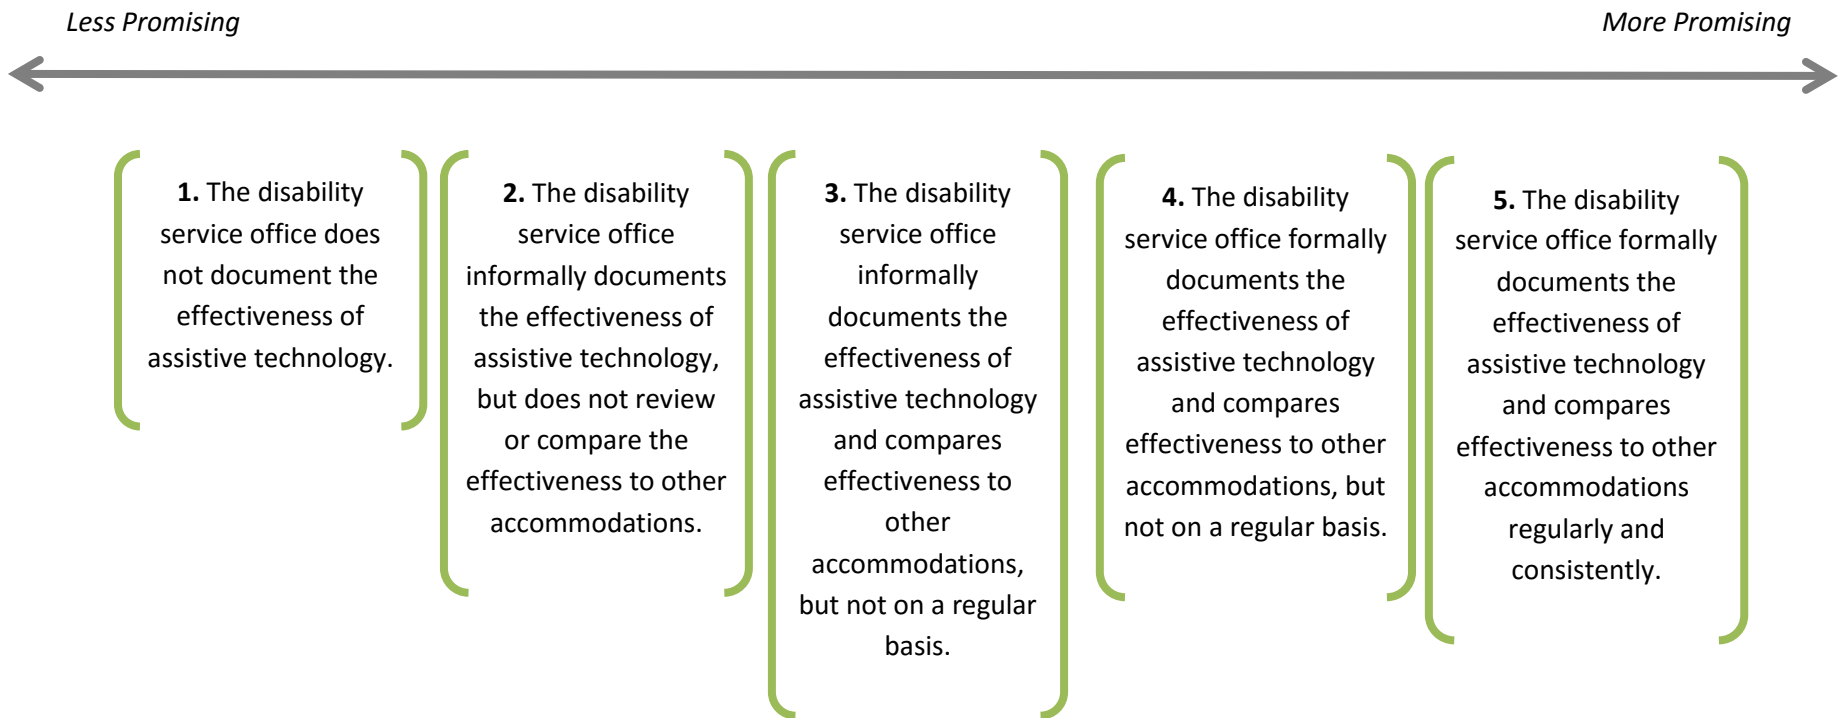 Less Promising
More Promising
1. The disability
service office does
not document the
effectiveness of
assistive technology.
2. The disability
service office
informally documents
the effectiveness of
assistive technology,
but does not review
or compare the
effectiveness to other
accommodations.
3. The disability
service office
informally
documents the
effectiveness of
assistive technology
and compares
effectiveness to
other
accommodations,
but not on a regular
basis.
4. The disability
service office formally
documents the
effectiveness of
assistive technology
and compares
effectiveness to other
accommodations, but
not on a regular basis.
5. The disability
service office formally
documents the
effectiveness of
assistive technology
and compares
effectiveness to other
accommodations
regularly and
consistently.